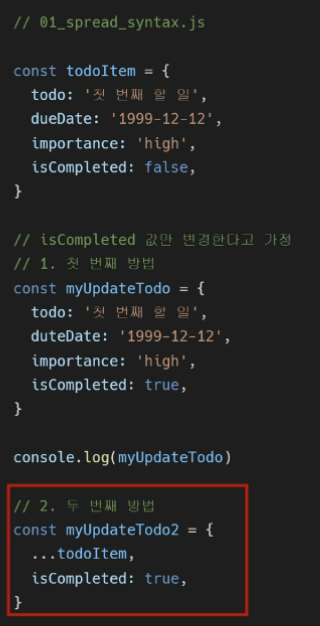 // 01_spread_syntax.js
const todoItem = {
todo: '첫 번째 할 일',
dueDate: '1999-12-12',
importance: 'high',
isCompleted: false,
}
// isCompleted 값만 변경한다고 가정
// 1. 첫 번째 방법
const myUpdateTodo = {
todo: '첫 번째 할 일',
duteDate: '1999-12-12',
importance: 'high',
isCompleted: true,
}
console.log(myUpdateTodo)
// 2. 두 번째 방법
const myUpdateTodo2 = {
...todoItem,
isCompleted: true,
}